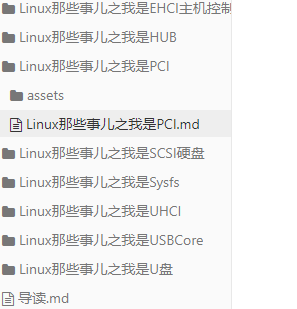 Linux那些事儿之我是EHCI主机控制
Linux那些事儿之我是HUB
Linux那些事儿之我是PCI
assets
Linux那些事儿之我是PCI.md
Linux那些事儿之我是SCSI硬盘
Linux那些事儿之我是Sysfs
Linux那些事儿之我是UHCI
Linux那些事儿之我是USBCore
Linux那些事儿之我是U盘
导读.md